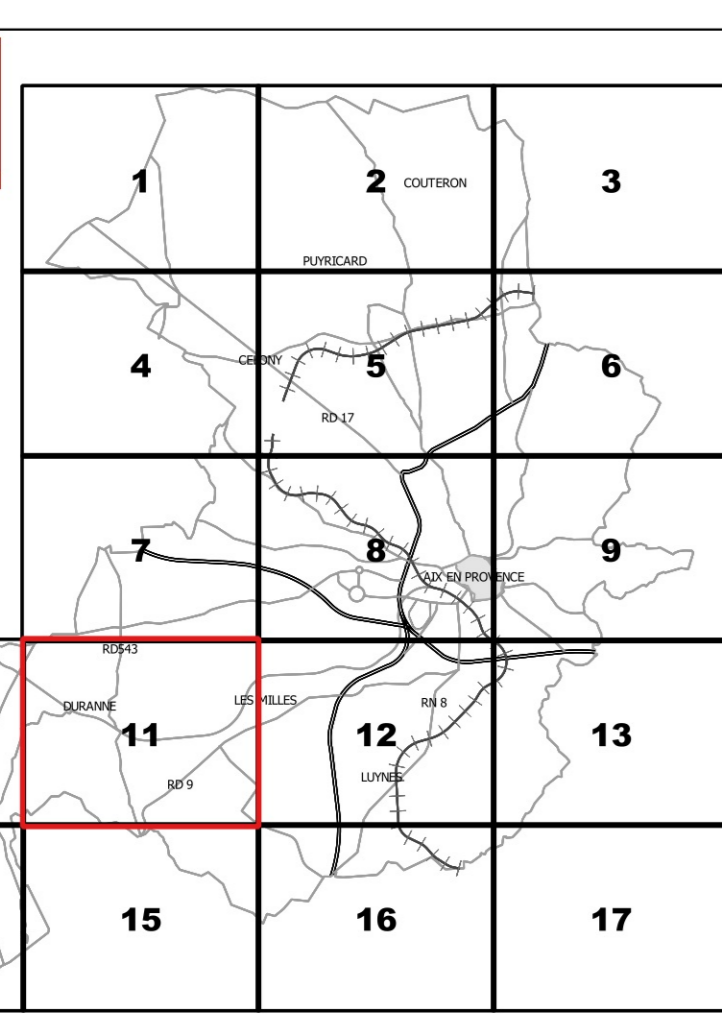 1
2
COUTERON
3
PUYRICARD
4
CELONY
5
6
RD 17
7
8
9
AIX EN PROVENCE
RD543
DURANNE
LES MILLES
RN 8
11
12
13
RD 9
LUYNES
15
16
17